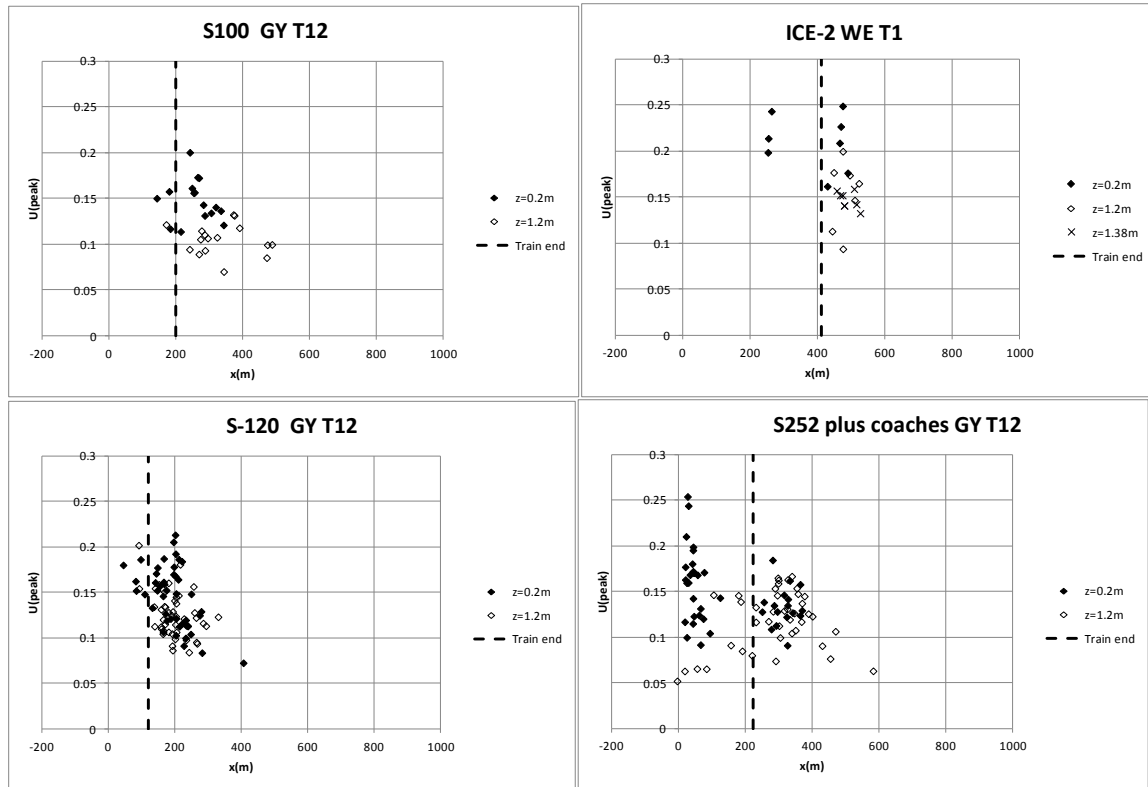 S100 GY T12
0.3
0.25
0.2
0.15
0.1
0.05
0
U(peak)
-200 0 200 400 600 800 1000
x(m)
z=0.2m
z=1.2m
Train end
ICE-2 WE T1
0.3
0.25
0.2
0.15
0.1
0.05
0
U(peak)
-200 0 200 400 600 800 1000
x(m)
z=0.2m
z=1.2m
z=1.38m
Train end
S-120 GY T12
0.3
0.25
0.2
0.15
0.1
0.05
0
U(peak)
-200 0 200 400 600 800 1000
x(m)
z=0.2m
z=1.2m
Train end
S252 plus coaches GY T12
0.3
0.25
0.2
0.15
0.1
0.05
0
U(peak)
-200 0 200 400 600 800 1000
x(m)
z=0.2m
z=1.2m
Train end